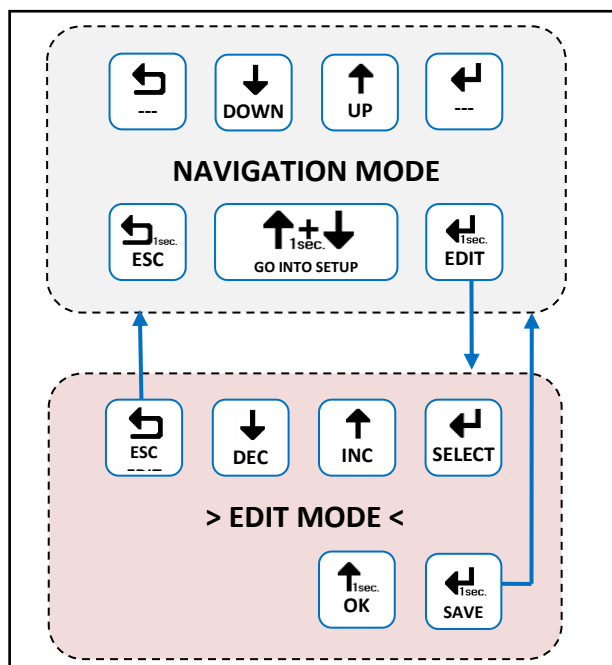 ---
DOWN
UP
---
NAVIGATION MODE
1sec.
ESC
+
1sec.
GO INTO SETUP
1sec.
EDIT
ESC
DEC
INC
SELECT
> EDIT MODE <
1sec.
OK
1sec.
SAVE